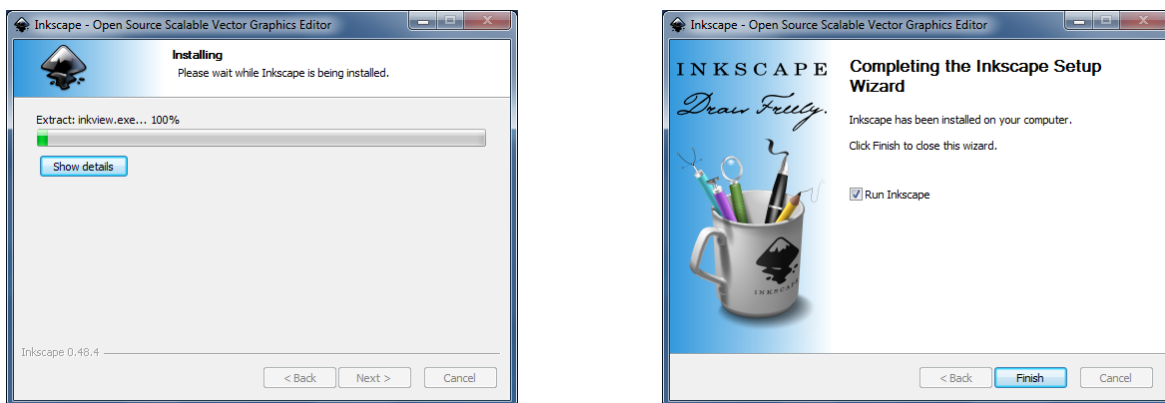 Inkscape - Open Source Scalable Vector Graphics Editor
Installing
Please wait while Inkscape is being installed.
Extract: inkview.exe... 100%
Show details
Inkscape 0.48.4
< Back
Next >
Cancel
Inkscape - Open Source Scalable Vector Graphics Editor
INKSCAPE
Draw Freely.
INKSCAPE
Completing the Inkscape Setup
Wizard
Inkscape has been installed on your computer.
Click Finish to close this wizard.
Run Inkscape
< Back
Finish
Cancel